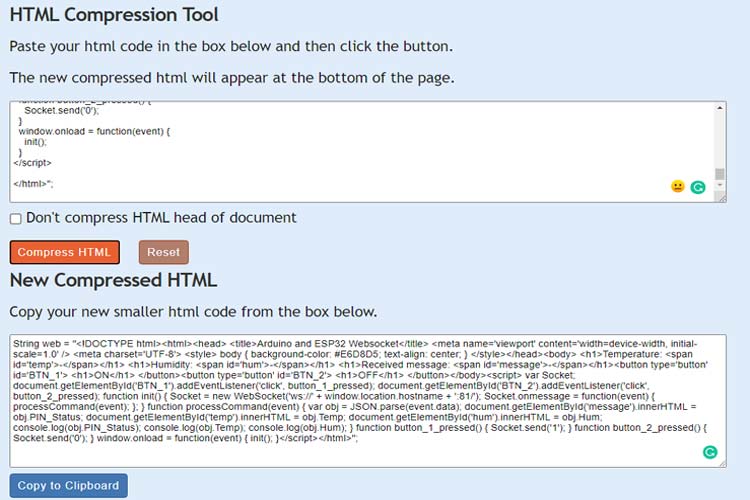 HTML Compression Tool
Paste your html code in the box below and then click the button.
The new compressed html will appear at the bottom of the page.
function button_2_pressed() {
Socket.send('0');
}
window.onload = function(event) {
init();
}
</script>
</html>";
Don't compress HTML head of document
Compress HTML
Reset
New Compressed HTML
Copy your new smaller html code from the box below.
String web = "<!DOCTYPE html><html><head> <title>Arduino and ESP32 Websocket</title> <meta name='viewport' content='width=device-width, initial-
scale=1.0' /> <meta charset='UTF-8'> <style> body { background-color: #E6D8D5; text-align: center; } </style></head><body> <h1>Temperature: <span
id='temp'>-</span></h1> <h1>Humidity: <span id='hum'>-</span></h1> <h1>Received message: <span id='message'>-</span></h1><button type='button'
id='BTN_1'> <h1>ON</h1> </button><button type='button' id='BTN_2'> <h1>OFF</h1> </button></body><script> var Socket;
document.getElementById('BTN_1').addEventListener('click', button_1_pressed); document.getElementById('BTN_2').addEventListener('click',
button_2_pressed); function init() { Socket = new WebSocket('ws://' + window.location.hostname + ':81/'); Socket.onmessage = function(event) {
processCommand(event); }; } function processCommand(event) { var obj = JSON.parse(event.data); document.getElementById('message').innerHTML =
obj.PIN_Status; document.getElementById('temp').innerHTML = obj.Temp; document.getElementById('hum').innerHTML = obj.Hum;
console.log(obj.PIN_Status); console.log(obj.Temp); console.log(obj.Hum); } function button_1_pressed() { Socket.send('1'); } function button_2_pressed() {
Socket.send('0'); } window.onload = function(event) { init(); }</script></html>";
Copy to Clipboard